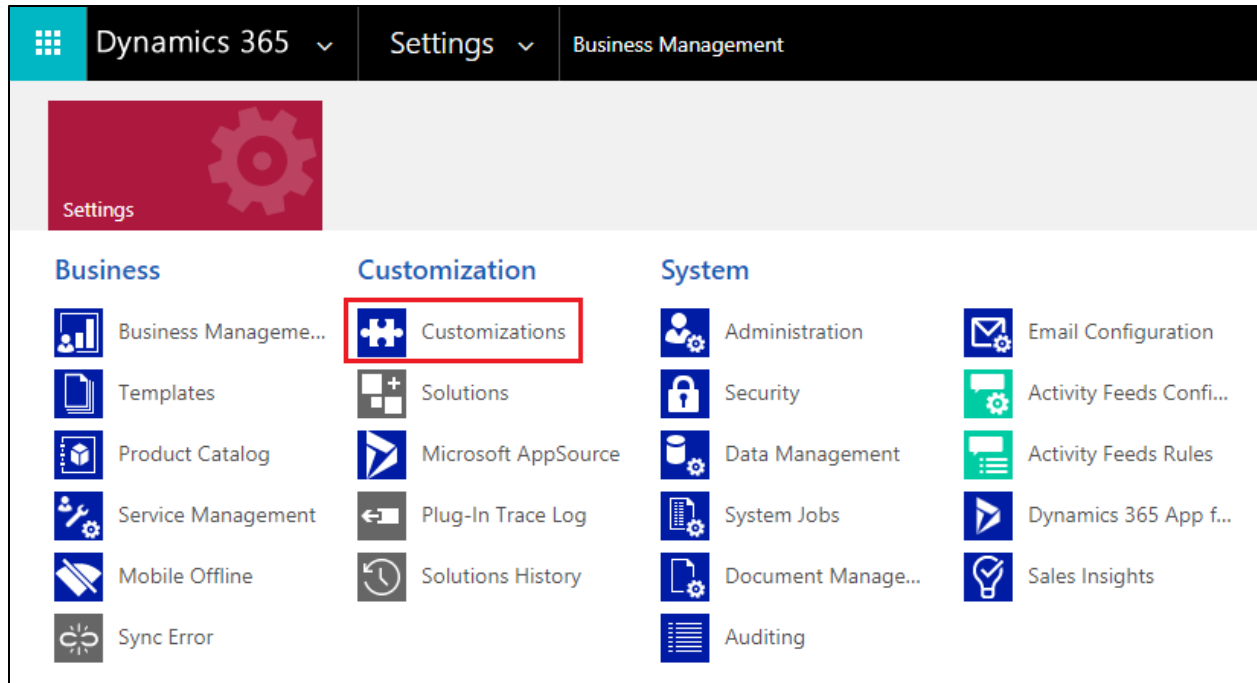 Dynamics 365
Settings
Business Management
Settings
Business
Business Manageme...
Templates
Product Catalog
Service Management
Mobile Offline
Sync Error
Customization
Customizations
Solutions
Microsoft AppSource
Plug-In Trace Log
Solutions History
System
Administration
Security
Data Management
System Jobs
Document Manage...
Auditing
Email Configuration
Activity Feeds Confi...
Activity Feeds Rules
Dynamics 365 App f...
Sales Insights